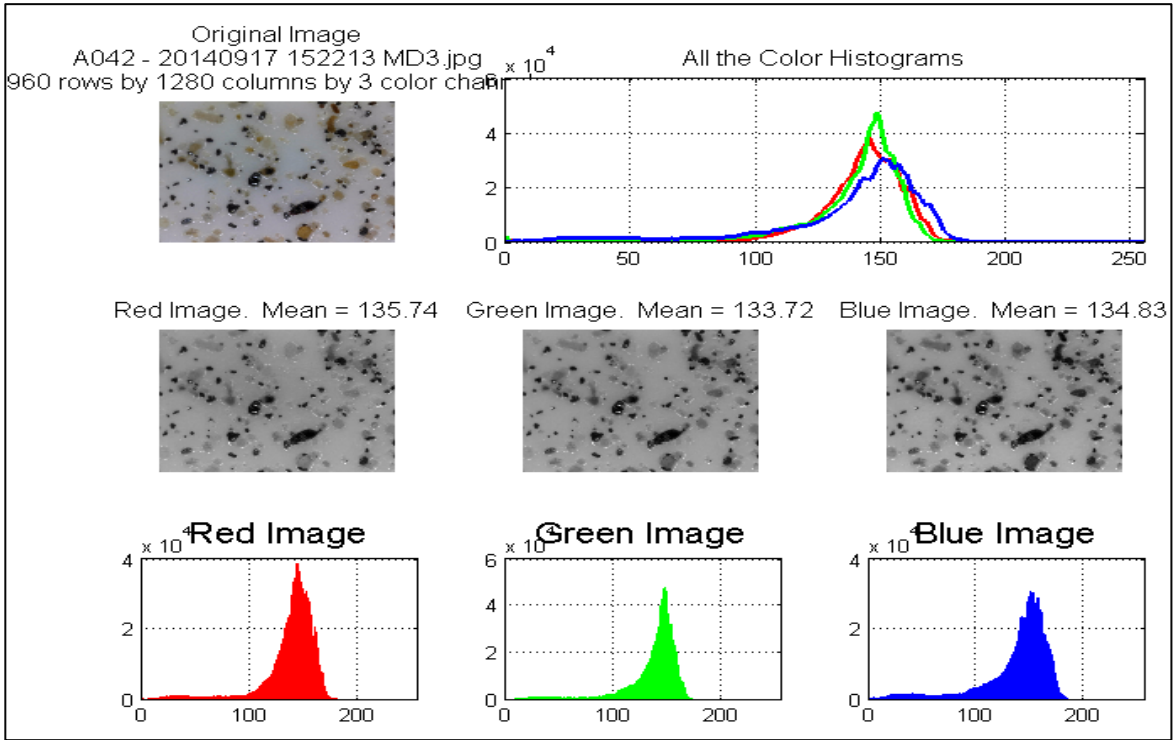 Original Image
A042 - 20140917 152213 MD3.jpg
960 rows by 1280 columns by 3 color chan
All the Color Histograms
x 10^4
6
4
2
0
0 50 100 150 200 250
Red Image. Mean = 135.74
Green Image. Mean = 133.72
Blue Image. Mean = 134.83
Red Image
x 10^4
4
2
0
0 100 200
Green Image
x 10^4
6
4
2
0
0 100 200
Blue Image
x 10^4
4
2
0
0 100 200